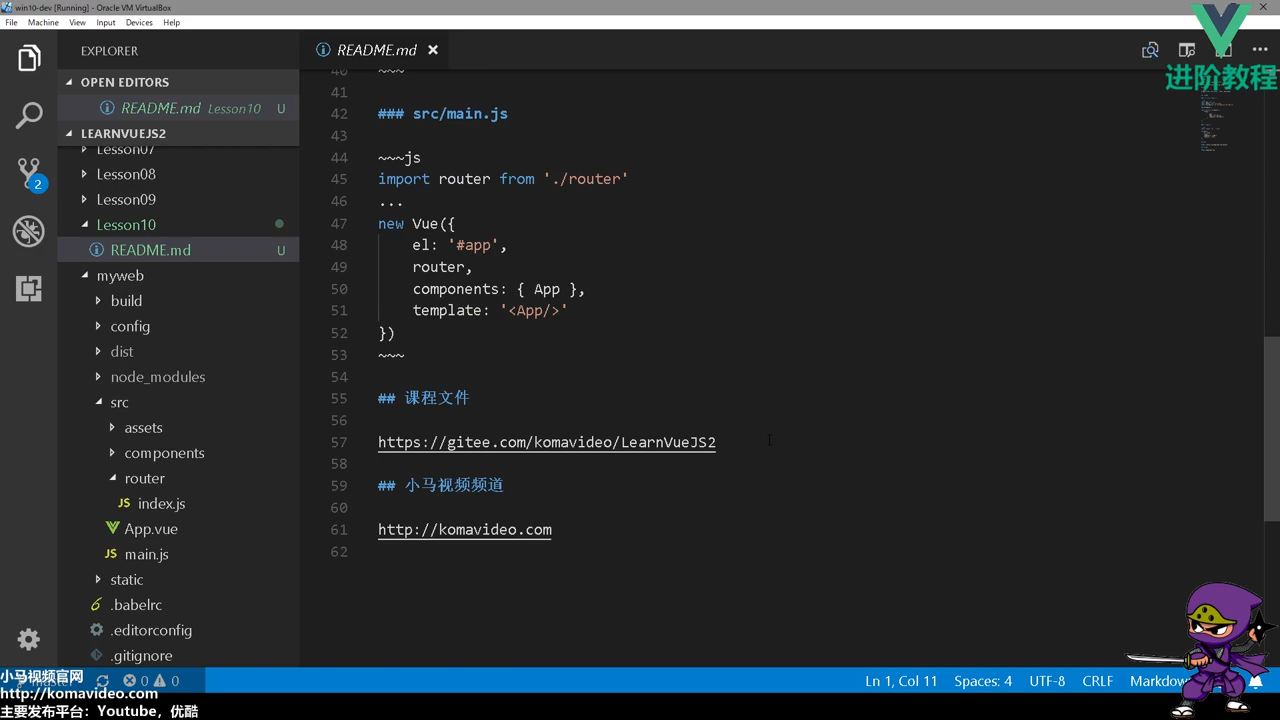 win10-dev [Running] - Oracle VM VirtualBox
File Machine View Input Devices Help
EXPLORER
README.md
进阶教程
OPEN EDITORS
README.md Lesson10 U
LEARNVUEJS2
Lesson07
Lesson08
Lesson09
Lesson10
README.md U
myweb
build
config
dist
node_modules
src
assets
components
router
JS index.js
App.vue
JS main.js
static
.babelrc
.editorconfig
.gitignore
2
40 ~~~
41
42 ### src/main.js
43
44 ~~~js
45 import router from './router'
46 ...
47 new Vue({
48 el: '#app',
49 router,
50 components: { App },
51 template: '<App/>'
52 })
53 ~~~
54
55 ## 课程文件
56
57 https://gitee.com/komavideo/LearnVueJS2
58
59 ## 小马视频频道
60
61 http://komavideo.com
62
小马视频官网
http://komavideo.com
主要发布平台：Youtube，优酷
0 0
Ln 1, Col 11 Spaces: 4 UTF-8 CRLF